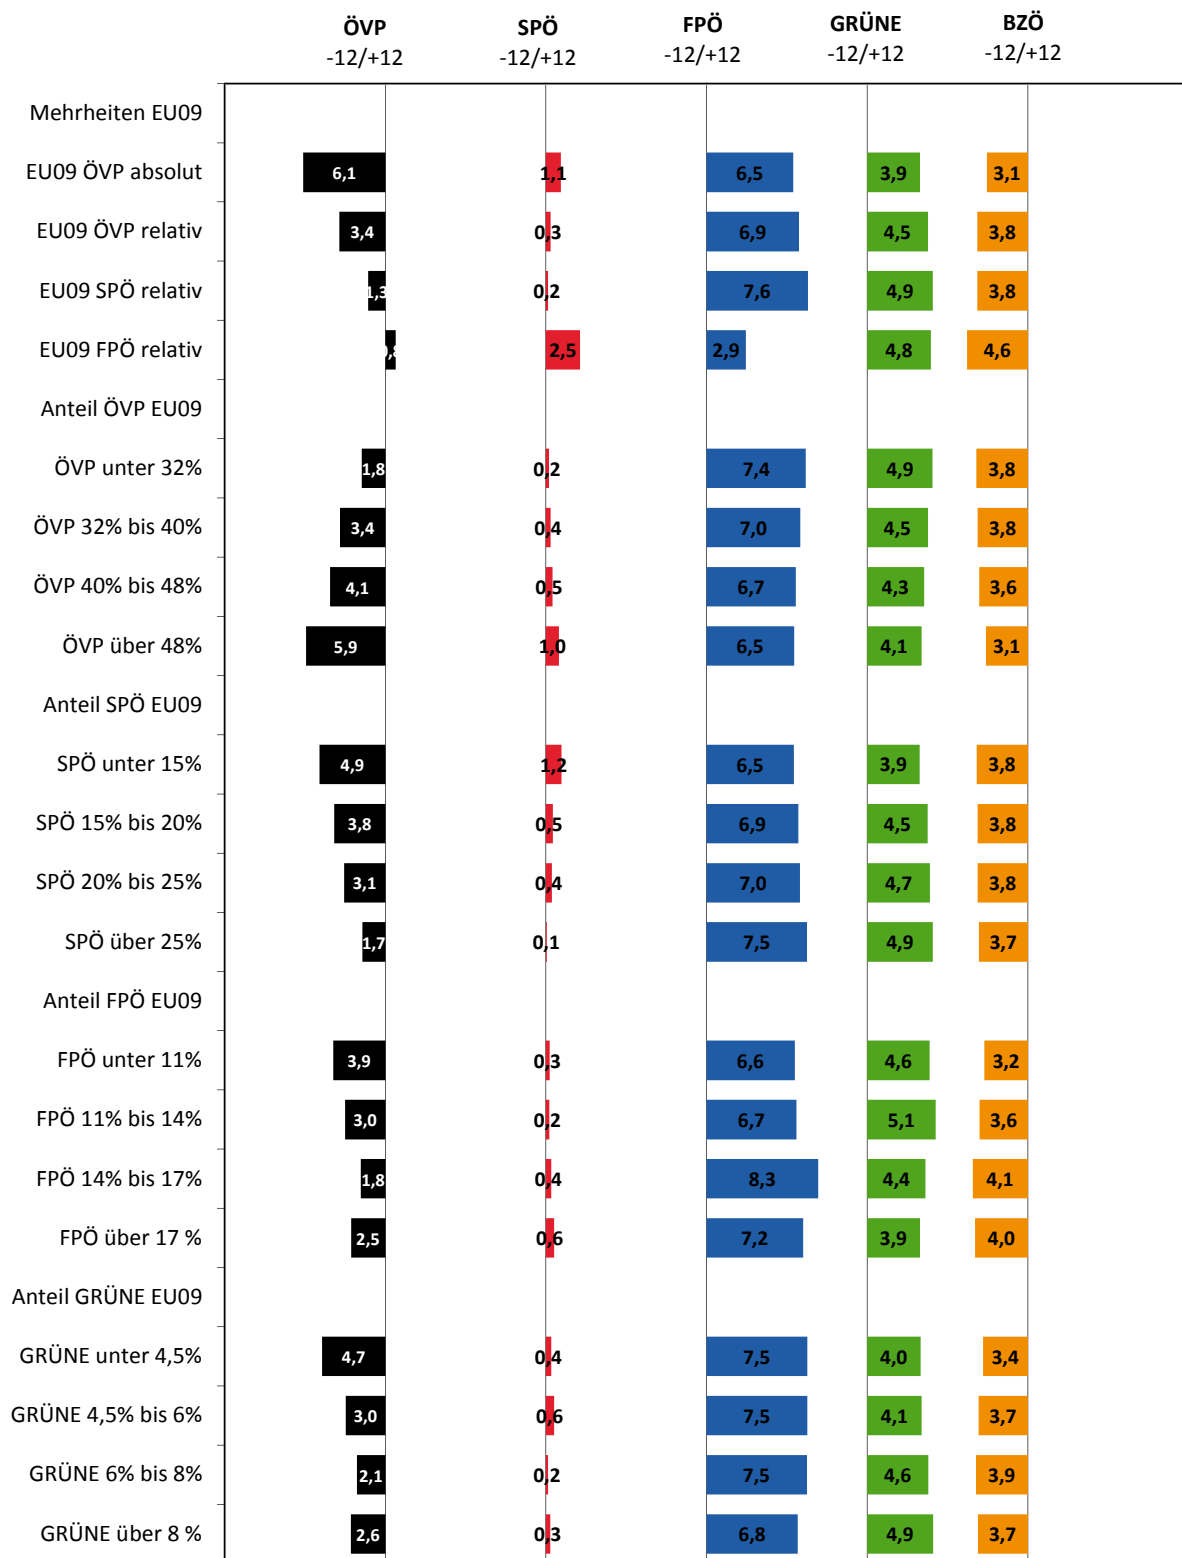 ÖVP SPÖ FPÖ GRÜNE BZÖ
-12/+12 -12/+12 -12/+12 -12/+12 -12/+12
Mehrheiten EU09
EU09 ÖVP absolut 6,1 1,1 6,5 3,9 3,1
EU09 ÖVP relativ 3,4 0,3 6,9 4,5 3,8
EU09 SPÖ relativ 1,3 0,2 7,6 4,9 3,8
EU09 FPÖ relativ 0,8 2,5 2,9 4,8 4,6
Anteil ÖVP EU09
ÖVP unter 32% 1,8 0,2 7,4 4,9 3,8
ÖVP 32% bis 40% 3,4 0,4 7,0 4,5 3,8
ÖVP 40% bis 48% 4,1 0,5 6,7 4,3 3,6
ÖVP über 48% 5,9 1,0 6,5 4,1 3,1
Anteil SPÖ EU09
SPÖ unter 15% 4,9 1,2 6,5 3,9 3,8
SPÖ 15% bis 20% 3,8 0,5 6,9 4,5 3,8
SPÖ 20% bis 25% 3,1 0,4 7,0 4,7 3,8
SPÖ über 25% 1,7 0,1 7,5 4,9 3,7
Anteil FPÖ EU09
FPÖ unter 11% 3,9 0,3 6,6 4,6 3,2
FPÖ 11% bis 14% 3,0 0,2 6,7 5,1 3,6
FPÖ 14% bis 17% 1,8 0,4 8,3 4,4 4,1
FPÖ über 17 % 2,5 0,6 7,2 3,9 4,0
Anteil GRÜNE EU09
GRÜNE unter 4,5% 4,7 0,4 7,5 4,0 3,4
GRÜNE 4,5% bis 6% 3,0 0,6 7,5 4,1 3,7
GRÜNE 6% bis 8% 2,1 0,2 7,5 4,6 3,9
GRÜNE über 8 % 2,6 0,3 6,8 4,9 3,7